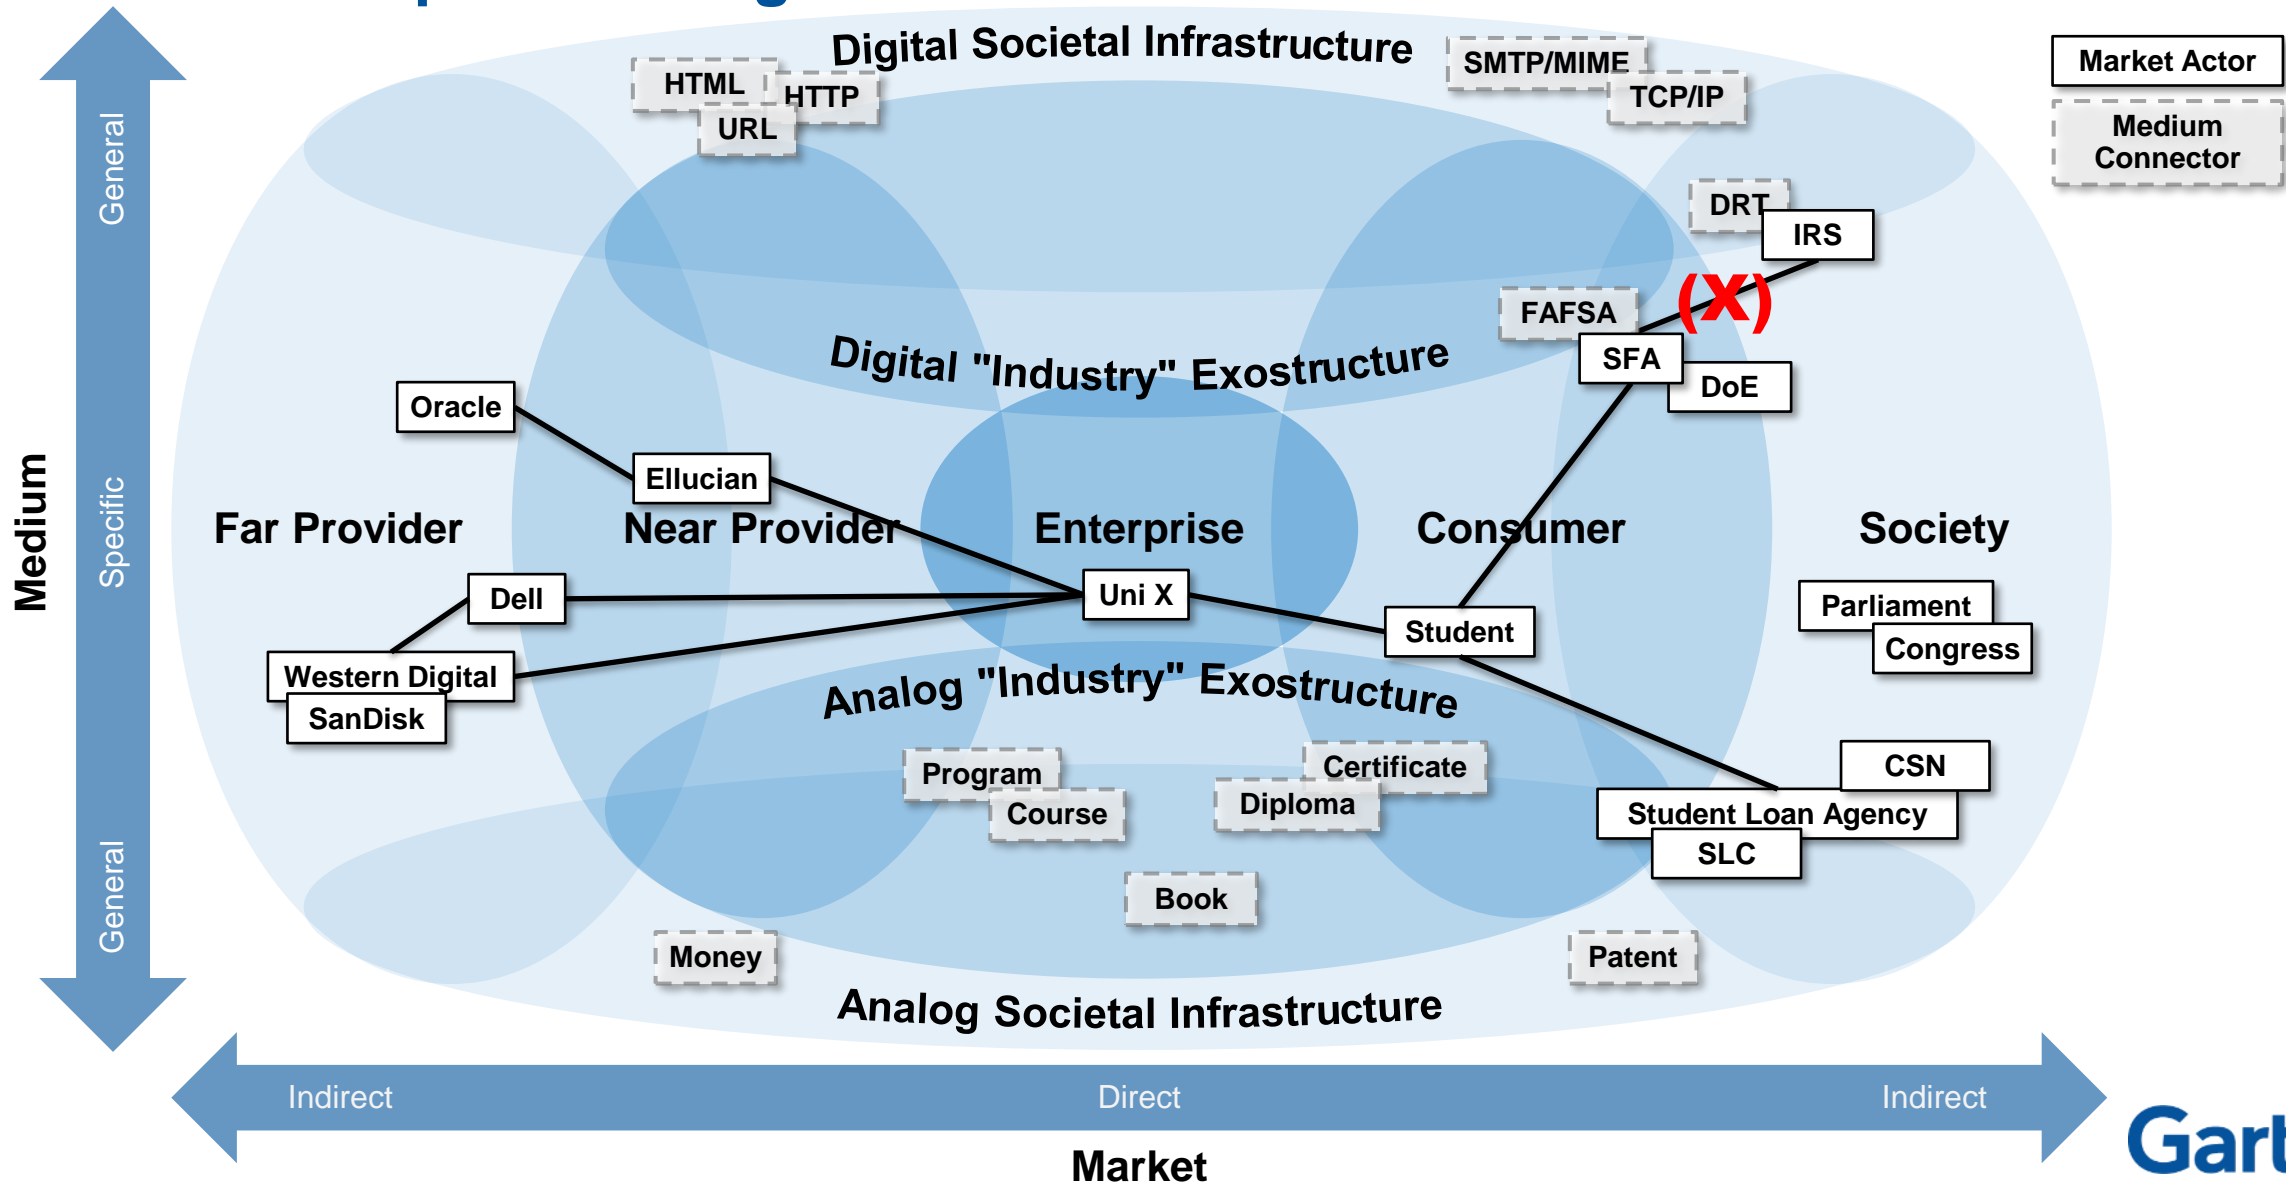 Digital Societal Infrastructure
SMTP/MIME
TCP/IP
HTML
HTTP
URL
Market Actor
Medium
Connector
General
DRT
IRS
(X)
FAFSA
SFA
DoE
Digital "Industry" Exostructure
Oracle
Ellucian
Medium
Specific
Far Provider
Near Provider
Enterprise
Consumer
Society
Dell
Uni X
Student
Parliament
Congress
Western Digital
SanDisk
Analog "Industry" Exostructure
Program
Course
Certificate
Diploma
CSN
Student Loan Agency
SLC
General
Book
Money
Patent
Analog Societal Infrastructure
Indirect
Direct
Indirect
Market